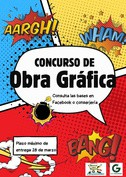 AARGH!
WHAM!
CONCURSO DE
Obra Gráfica
Consulta las bases en
Facebook o conserjería
Plazo máximo de
entrega 28 de marzo
BANG!
G